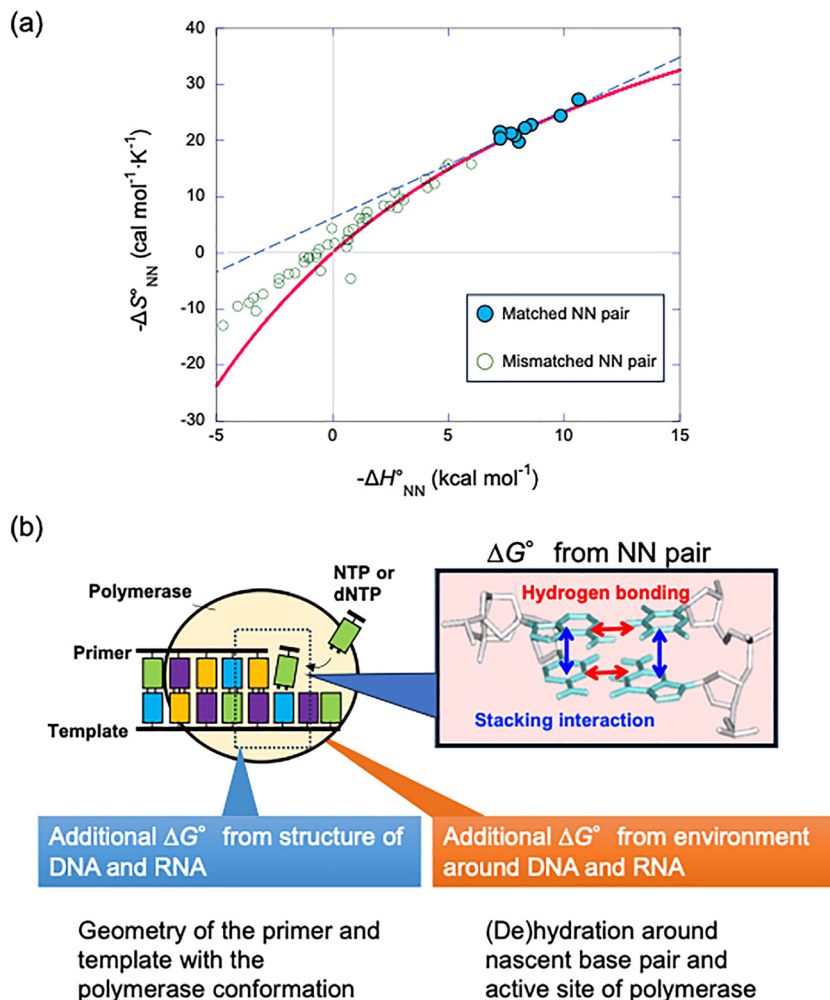 (a)
40
30
20
10
0
-10
-20
-30
-5
0
5
10
15
-ΔS°NN (cal mol⁻¹·K⁻¹)
Matched NN pair
Mismatched NN pair
-ΔH°NN (kcal mol⁻¹)
(b)
ΔG° from NN pair
NTP or
dNTP
Polymerase
Primer
Template
Hydrogen bonding
Stacking interaction
Additional ΔG° from structure of
DNA and RNA
Additional ΔG° from environment
around DNA and RNA
Geometry of the primer and
template with the
polymerase conformation
(De)hydration around
nascent base pair and
active site of polymerase